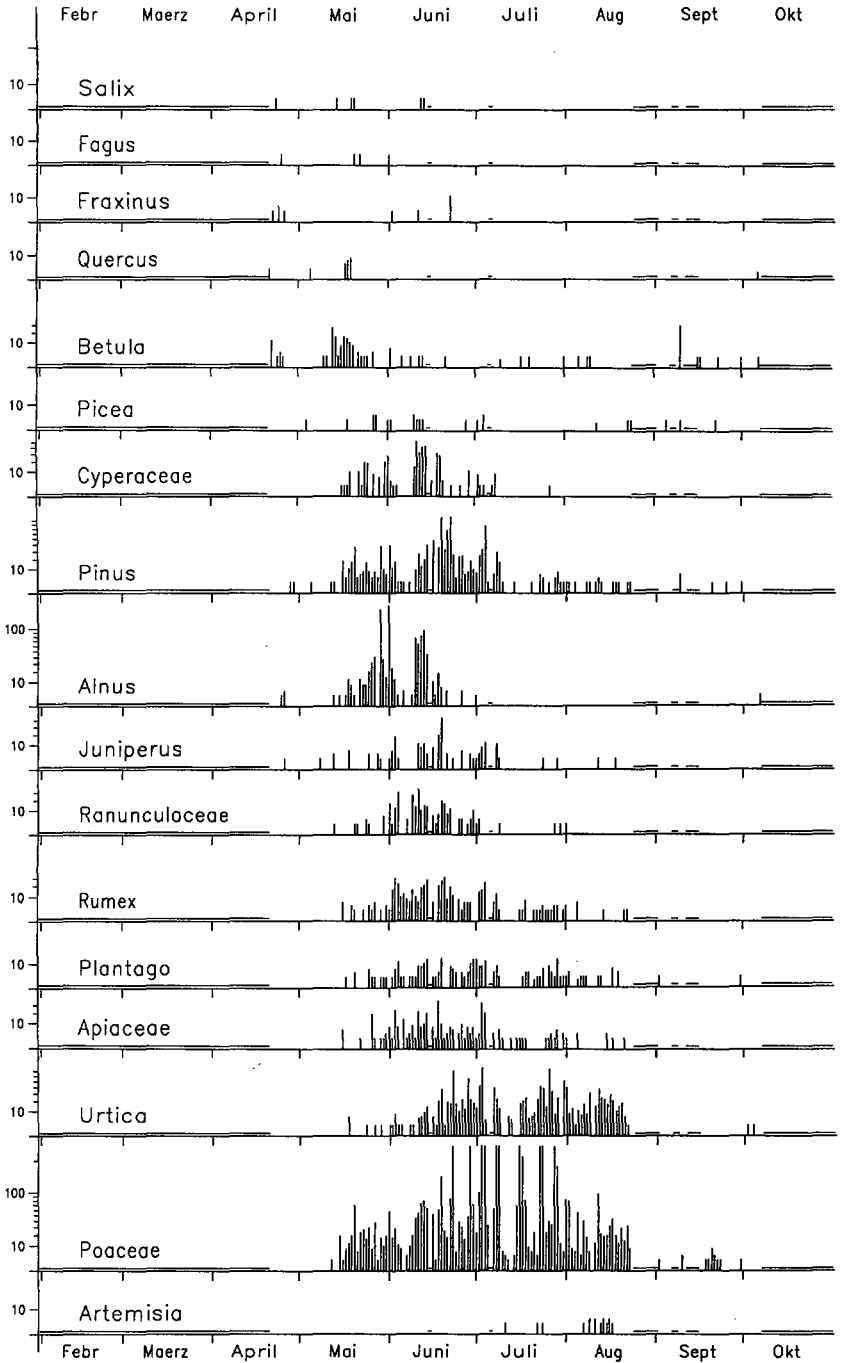 Febr Maerz April Mai Juni Juli Aug Sept Okt
10 Salix
10 Fagus
10 Fraxinus
10 Quercus
10 Betula
10 Picea
10 Cyperaceae
10 Pinus
100
10 Alnus
10 Juniperus
10 Ranunculaceae
10 Rumex
10 Plantago
10 Apiaceae
10 Urtica
100
10 Poaceae
10 Artemisia
Febr Maerz April Mai Juni Juli Aug Sept Okt